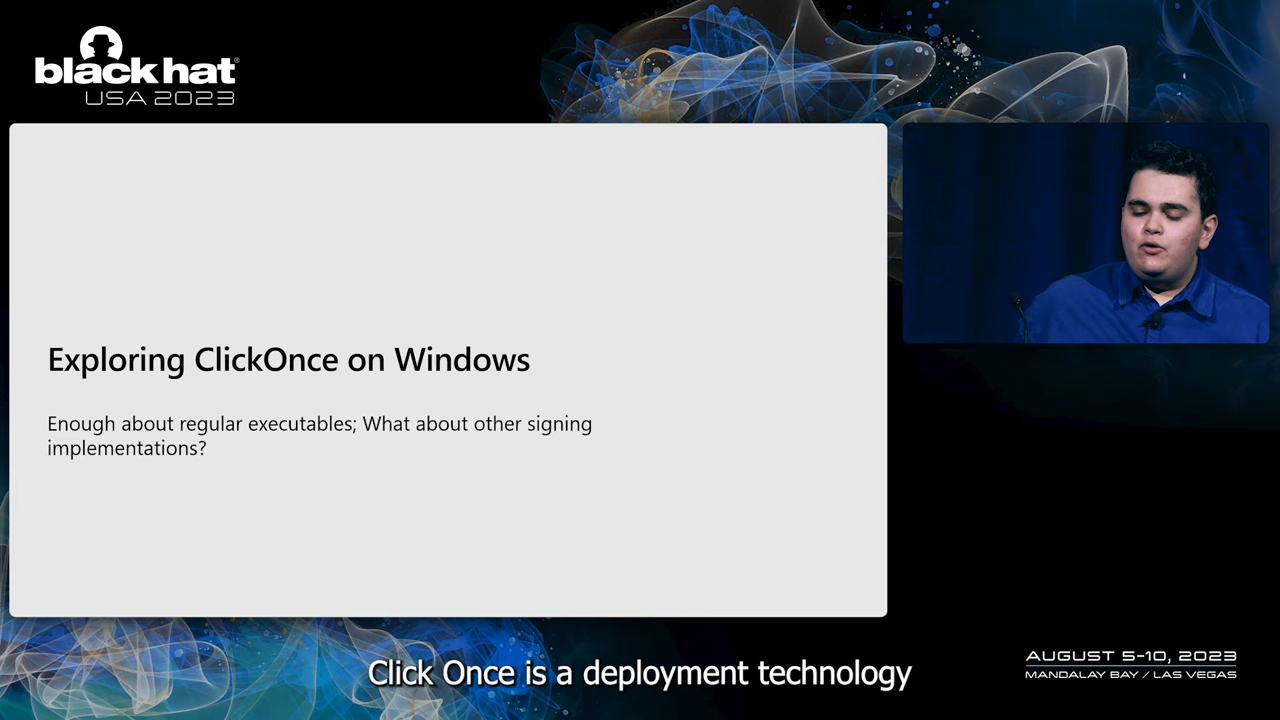 black hat®
USA 2023
Exploring ClickOnce on Windows
Enough about regular executables; What about other signing
implementations?
Click Once is a deployment technology
AUGUST 5-10, 2023
MANDALAY BAY / LAS VEGAS